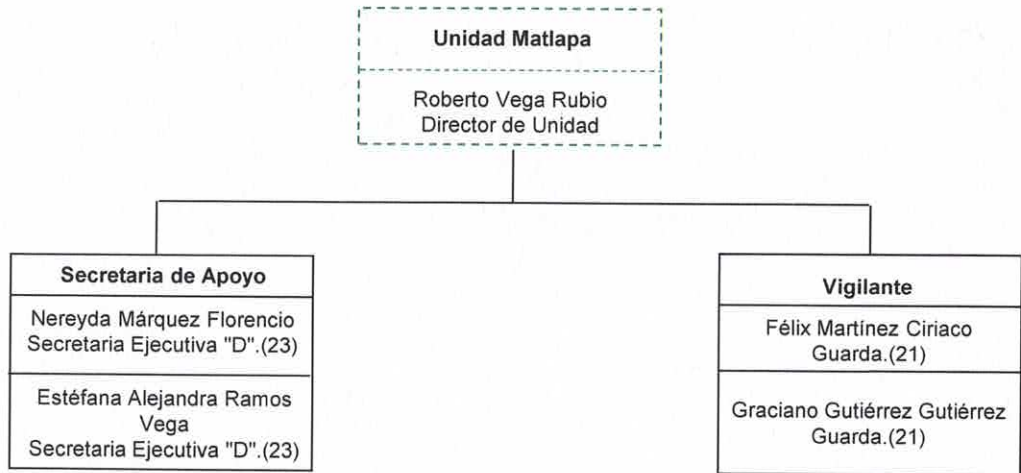 Unidad Matlapa
Roberto Vega Rubio
Director de Unidad
Secretaria de Apoyo
Nereyda Márquez Florencio
Secretaria Ejecutiva "D".(23)
Estéfana Alejandra Ramos
Vega
Secretaria Ejecutiva "D".(23)
Vigilante
Félix Martínez Ciriaco
Guarda.(21)
Graciano Gutiérrez Gutiérrez
Guarda.(21)